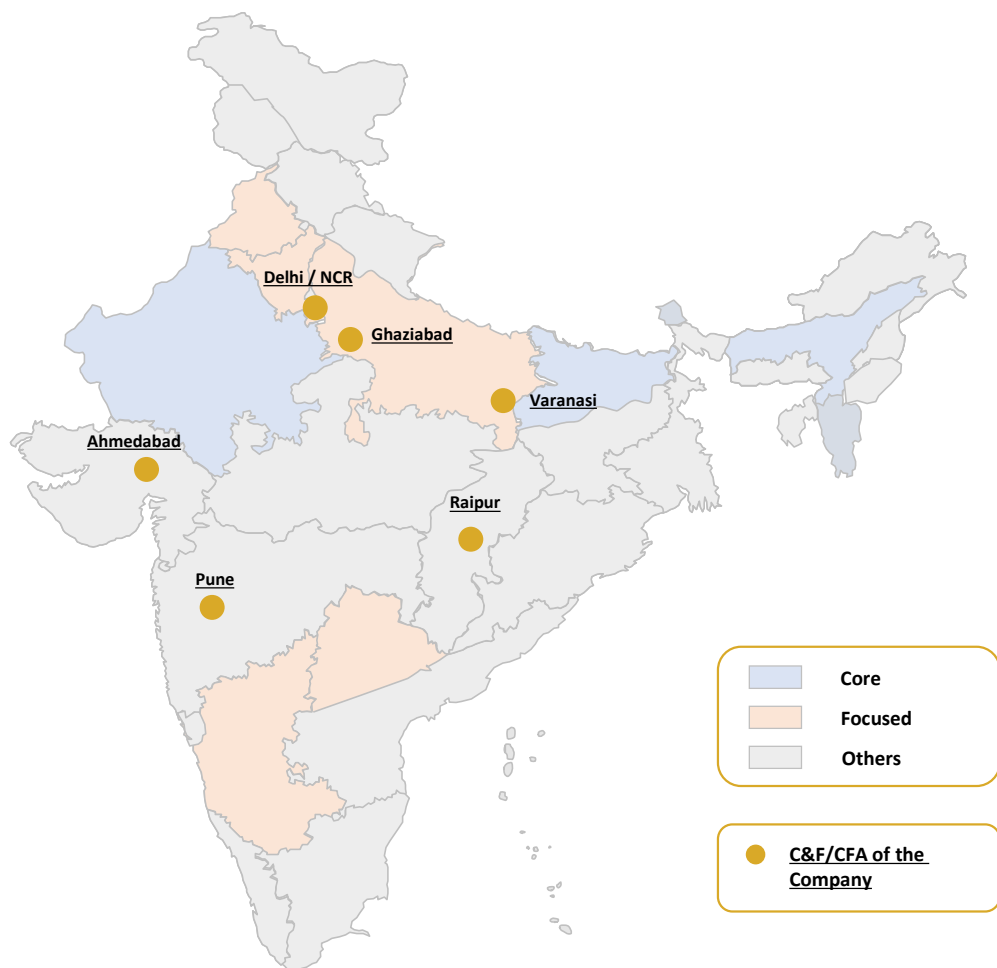 Delhi / NCR
Ghaziabad
Varanasi
Ahmedabad
Raipur
Pune
Core
Focused
Others
C&F/CFA of the
Company